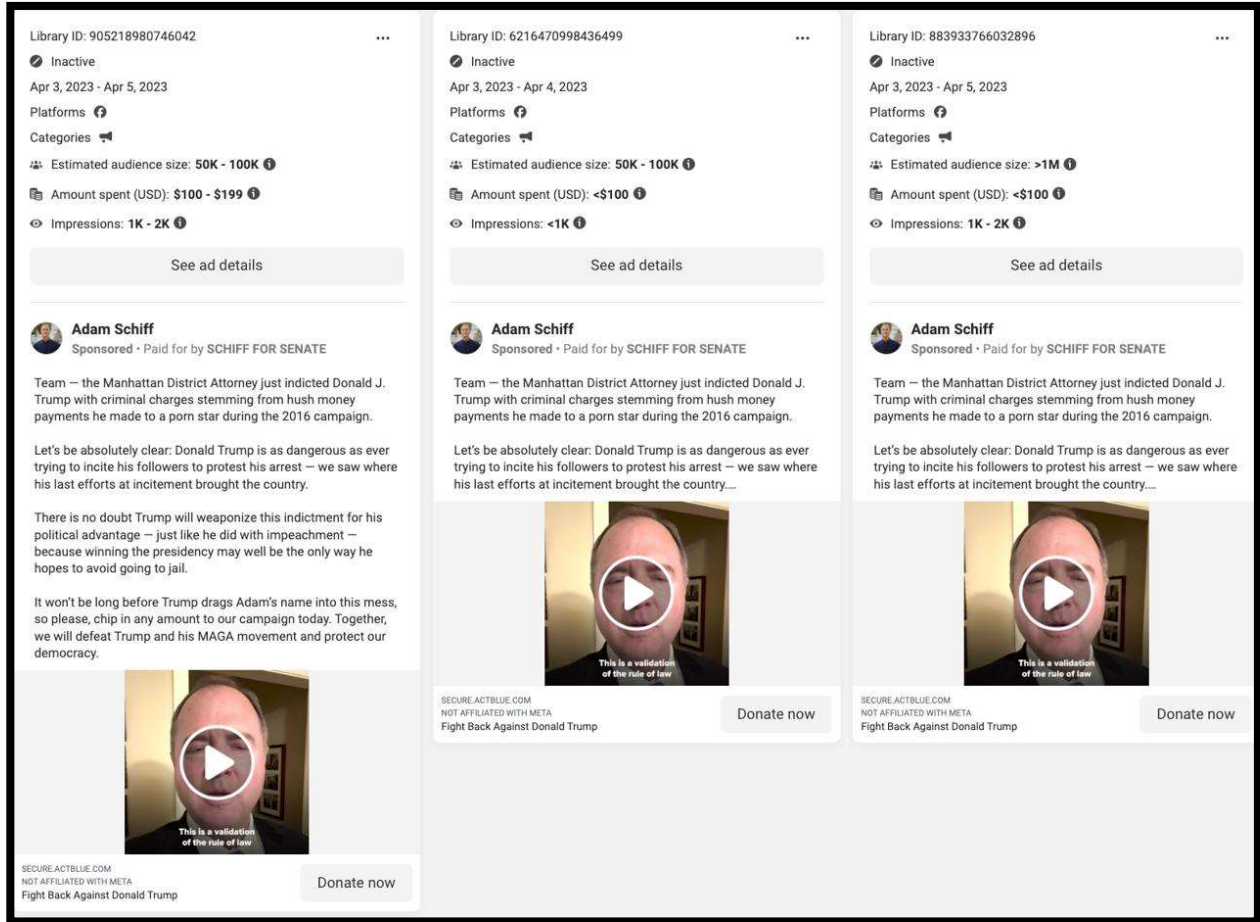 Library ID: 905218980746042
...
Inactive
Apr 3, 2023 - Apr 5, 2023
Platforms
Categories
Estimated audience size: 50K - 100K
Amount spent (USD): $100 - $199
Impressions: 1K - 2K
See ad details
Adam Schiff
Sponsored • Paid for by SCHIFF FOR SENATE
Team — the Manhattan District Attorney just indicted Donald J.
Trump with criminal charges stemming from hush money
payments he made to a porn star during the 2016 campaign.
Let's be absolutely clear: Donald Trump is as dangerous as ever
trying to incite his followers to protest his arrest — we saw where
his last efforts at incitement brought the country.
There is no doubt Trump will weaponize this indictment for his
political advantage — just like he did with impeachment —
because winning the presidency may well be the only way he
hopes to avoid going to jail.
It won't be long before Trump drags Adam's name into this mess,
so please, chip in any amount to our campaign today. Together,
we will defeat Trump and his MAGA movement and protect our
democracy.
This is a validation
of the rule of law
SECURE.ACTBLUE.COM
NOT AFFILIATED WITH META
Fight Back Against Donald Trump
Donate now
Library ID: 6216470998436499
...
Inactive
Apr 3, 2023 - Apr 4, 2023
Platforms
Categories
Estimated audience size: 50K - 100K
Amount spent (USD): <$100
Impressions: <1K
See ad details
Adam Schiff
Sponsored • Paid for by SCHIFF FOR SENATE
Team — the Manhattan District Attorney just indicted Donald J.
Trump with criminal charges stemming from hush money
payments he made to a porn star during the 2016 campaign.
Let's be absolutely clear: Donald Trump is as dangerous as ever
trying to incite his followers to protest his arrest — we saw where
his last efforts at incitement brought the country....
This is a validation
of the rule of law
SECURE.ACTBLUE.COM
NOT AFFILIATED WITH META
Fight Back Against Donald Trump
Donate now
Library ID: 883933766032896
...
Inactive
Apr 3, 2023 - Apr 5, 2023
Platforms
Categories
Estimated audience size: >1M
Amount spent (USD): <$100
Impressions: 1K - 2K
See ad details
Adam Schiff
Sponsored • Paid for by SCHIFF FOR SENATE
Team — the Manhattan District Attorney just indicted Donald J.
Trump with criminal charges stemming from hush money
payments he made to a porn star during the 2016 campaign.
Let's be absolutely clear: Donald Trump is as dangerous as ever
trying to incite his followers to protest his arrest — we saw where
his last efforts at incitement brought the country....
This is a validation
of the rule of law
SECURE.ACTBLUE.COM
NOT AFFILIATED WITH META
Fight Back Against Donald Trump
Donate now